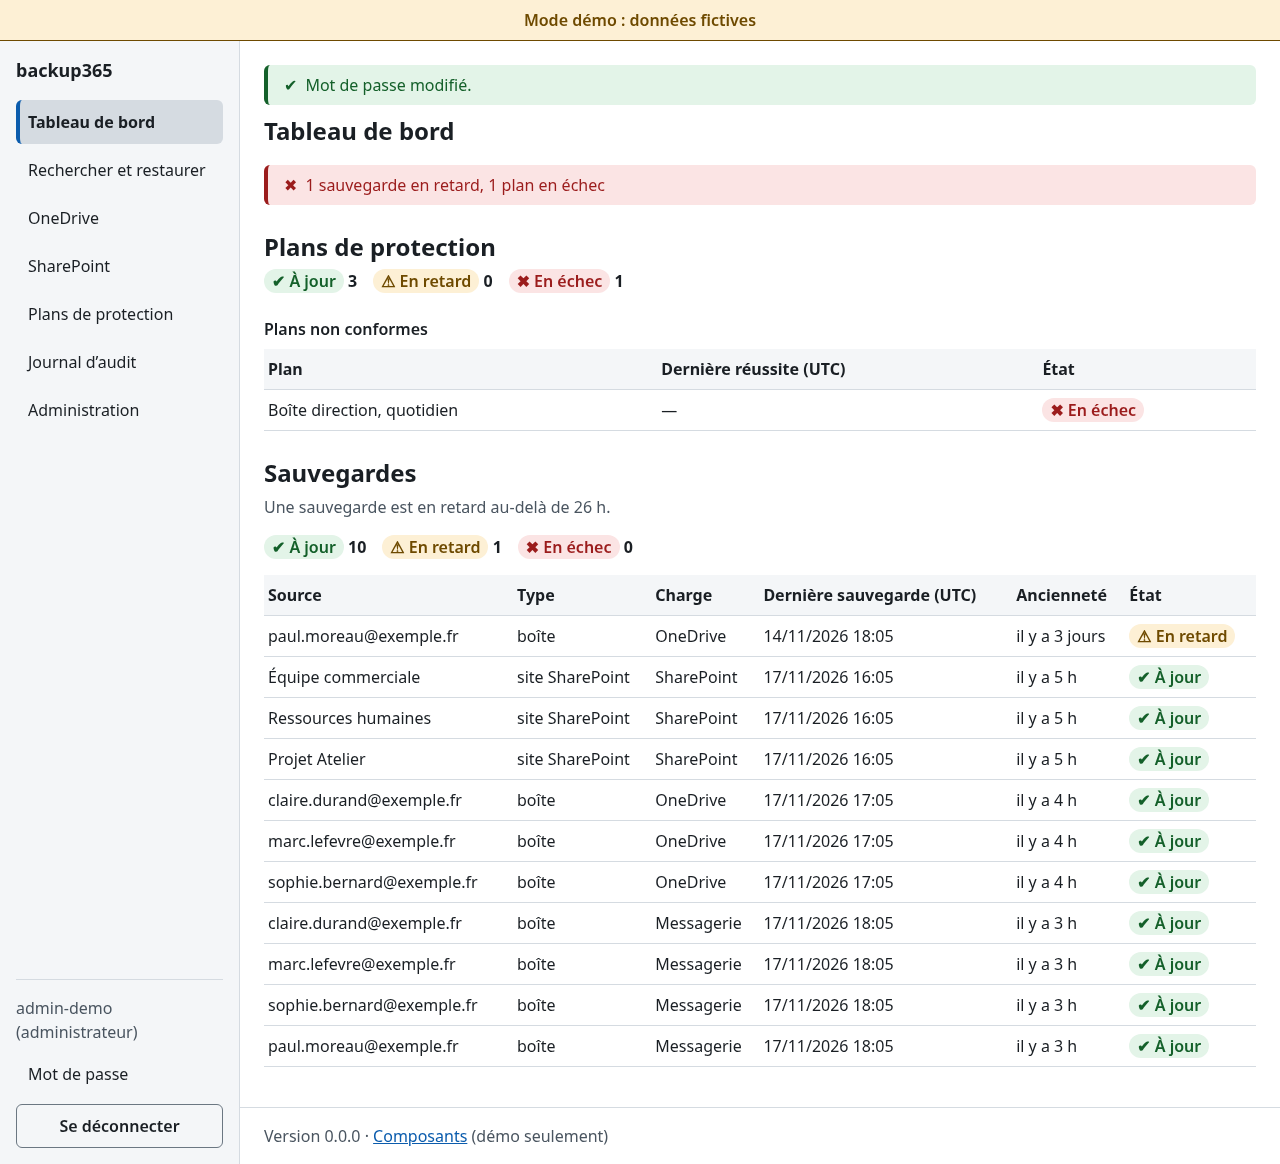 Mode démo : données fictives
backup365
Tableau de bord
Rechercher et restaurer
OneDrive
SharePoint
Plans de protection
Journal d’audit
Administration
admin-demo
(administrateur)
Mot de passe
Se déconnecter
✔ Mot de passe modifié.
Tableau de bord
✖ 1 sauvegarde en retard, 1 plan en échec
Plans de protection
✔ À jour 3 ⚠ En retard 0 ✖ En échec 1
Plans non conformes
Plan Dernière réussite (UTC) État
Boîte direction, quotidien — ✖ En échec
Sauvegardes
Une sauvegarde est en retard au-delà de 26 h.
✔ À jour 10 ⚠ En retard 1 ✖ En échec 0
Source Type Charge Dernière sauvegarde (UTC) Ancienneté État
paul.moreau@exemple.fr boîte OneDrive 14/11/2026 18:05 il y a 3 jours ⚠ En retard
Équipe commerciale site SharePoint SharePoint 17/11/2026 16:05 il y a 5 h ✔ À jour
Ressources humaines site SharePoint SharePoint 17/11/2026 16:05 il y a 5 h ✔ À jour
Projet Atelier site SharePoint SharePoint 17/11/2026 16:05 il y a 5 h ✔ À jour
claire.durand@exemple.fr boîte OneDrive 17/11/2026 17:05 il y a 4 h ✔ À jour
marc.lefevre@exemple.fr boîte OneDrive 17/11/2026 17:05 il y a 4 h ✔ À jour
sophie.bernard@exemple.fr boîte OneDrive 17/11/2026 17:05 il y a 4 h ✔ À jour
claire.durand@exemple.fr boîte Messagerie 17/11/2026 18:05 il y a 3 h ✔ À jour
marc.lefevre@exemple.fr boîte Messagerie 17/11/2026 18:05 il y a 3 h ✔ À jour
sophie.bernard@exemple.fr boîte Messagerie 17/11/2026 18:05 il y a 3 h ✔ À jour
paul.moreau@exemple.fr boîte Messagerie 17/11/2026 18:05 il y a 3 h ✔ À jour
Version 0.0.0 · Composants (démo seulement)